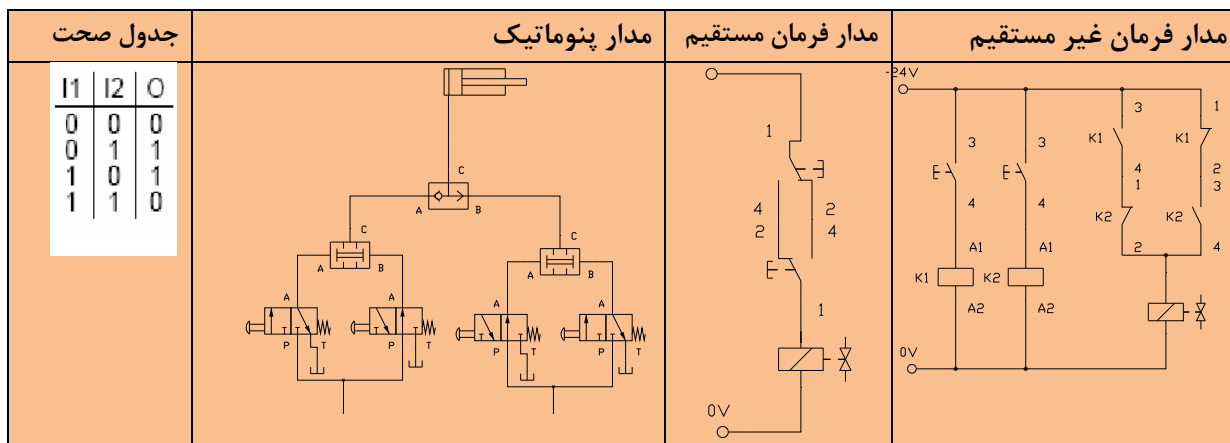 مدار فرمان غیر مستقیم
مدار فرمان مستقیم
مدار پنوماتیک
جدول صحت
-24V
3
1
K1
K1
3
3
4
2
1
3
E
E
4
4
K2
K2
A1
A1
2
4
K1
K2
A2
A2
0V
1
4
2
2
4
E
1
0V
C
A
B
C
C
A
B
A
B
A
A
A
A
P
T
P
T
P
T
P
T
I1 I2 O
0 0 0
0 1 1
1 0 1
1 1 0